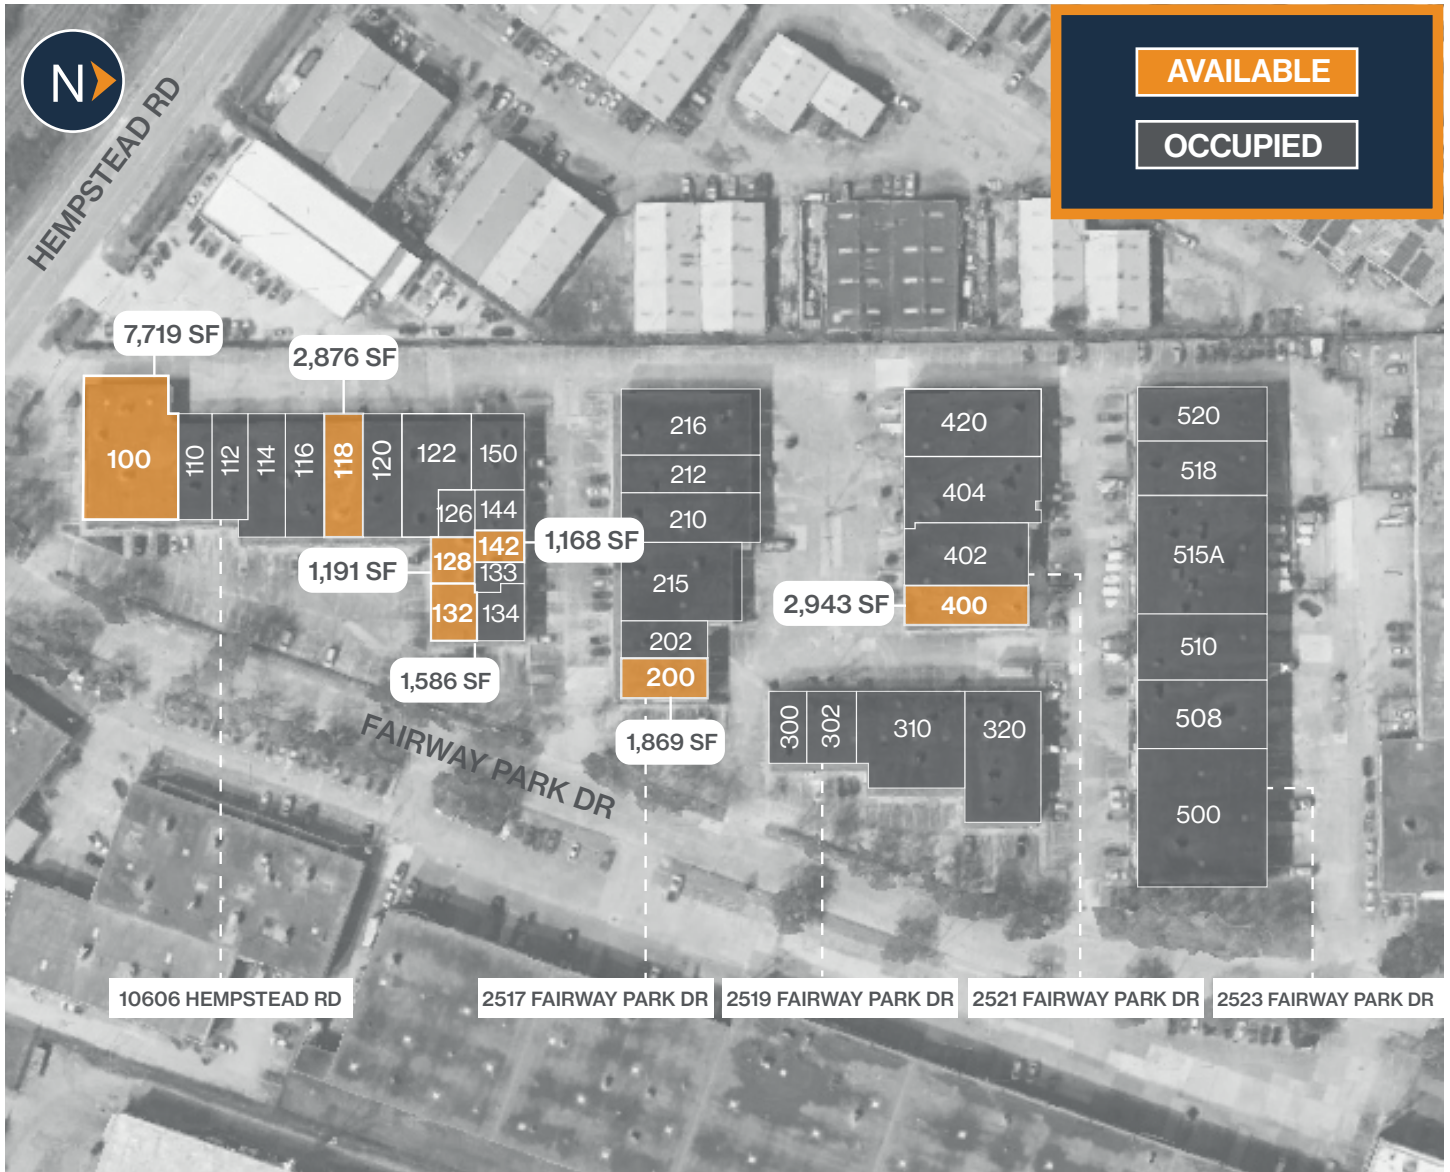 N
HEMPSTEAD RD
AVAILABLE
OCCUPIED
7,719 SF
2,876 SF
100
110
112
114
116
118
120
122
150
126
144
128
142
1,168 SF
133
1,191 SF
132
134
1,586 SF
216
212
210
215
202
200
1,869 SF
420
404
402
400
2,943 SF
300
302
310
320
520
518
515A
510
508
500
FAIRWAY PARK DR
10606 HEMPSTEAD RD
2517 FAIRWAY PARK DR
2519 FAIRWAY PARK DR
2521 FAIRWAY PARK DR
2523 FAIRWAY PARK DR